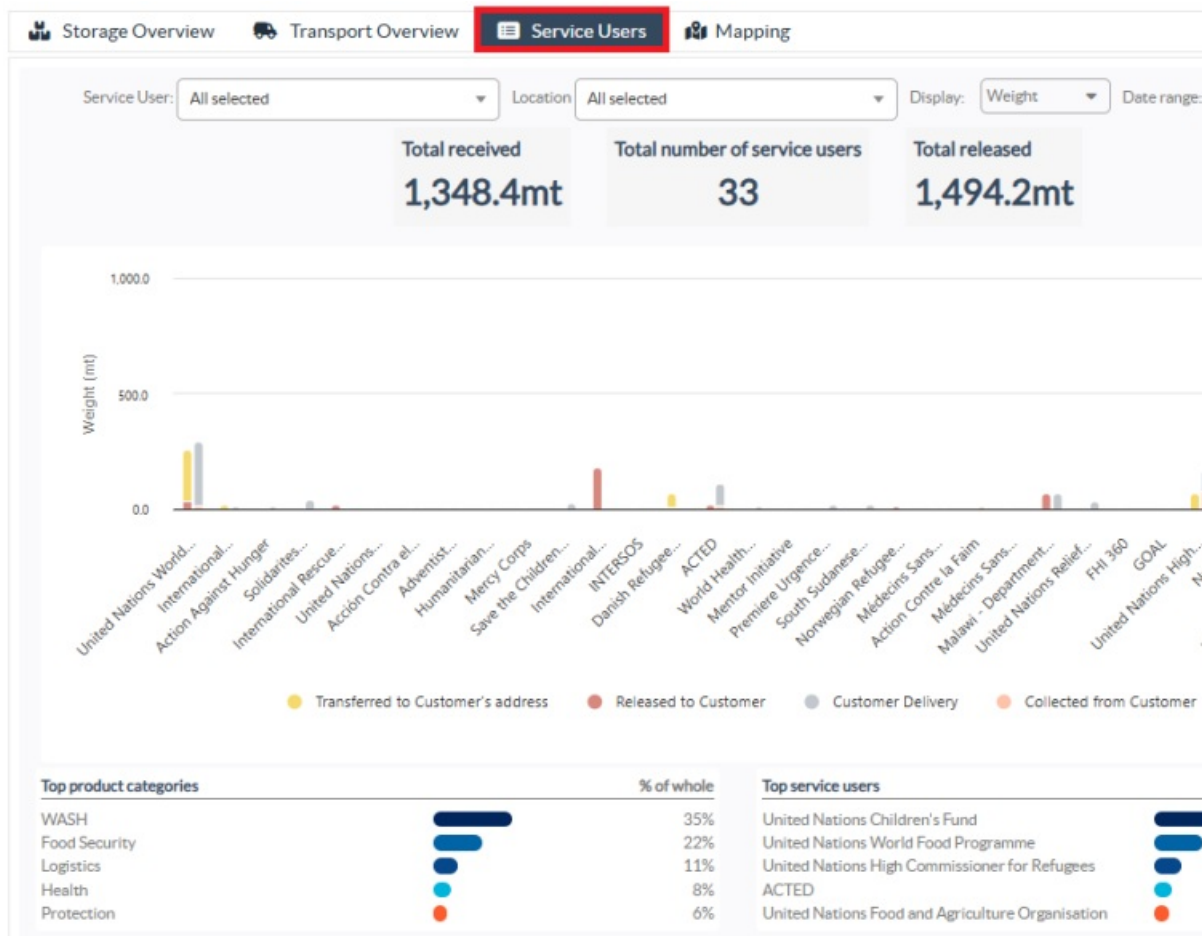 Storage Overview Transport Overview Service Users Mapping
Service User: All selected Location All selected Display: Weight Date range:
Total received Total number of service users Total released
1,348.4mt 33 1,494.2mt
1,000.0
500.0
0.0
Weight (mt)
United Nations World...
International...
Action Against Hunger
Solidarites...
International Rescue...
United Nations...
Acción Contra el...
Adventist...
Humanitarian...
Mercy Corps
Save the Children...
International...
INTERSOS
Danish Refugee...
ACTED
World Health...
Mentor Initiative
Premiere Urgence...
South Sudanese...
Norwegian Refugee...
Médecins Sans...
Action Contre la Faim
Médecins Sans...
Malawi - Department...
United Nations Relief...
FHI 360
GOAL
United Nations High...
Transferred to Customer's address Released to Customer Customer Delivery Collected from Customer
Top product categories % of whole
WASH 35%
Food Security 22%
Logistics 11%
Health 8%
Protection 6%
Top service users
United Nations Children's Fund
United Nations World Food Programme
United Nations High Commissioner for Refugees
ACTED
United Nations Food and Agriculture Organisation